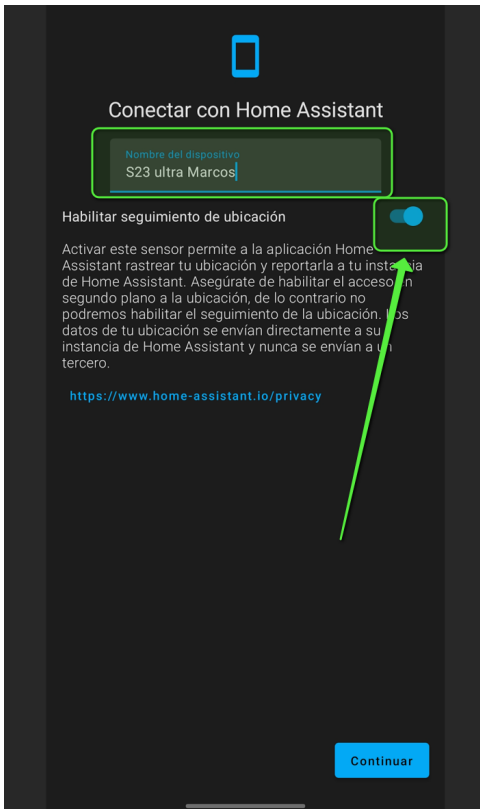 Conectar con Home Assistant
Nombre del dispositivo
S23 ultra Marcos
Habilitar seguimiento de ubicación
Activar este sensor permite a la aplicación Home
Assistant rastrear tu ubicación y reportarla a tu instancia
de Home Assistant. Asegúrate de habilitar el acceso en
segundo plano a la ubicación, de lo contrario no
podremos habilitar el seguimiento de la ubicación. Los
datos de tu ubicación se envían directamente a su
instancia de Home Assistant y nunca se envían a un
tercero.
https://www.home-assistant.io/privacy
Continuar